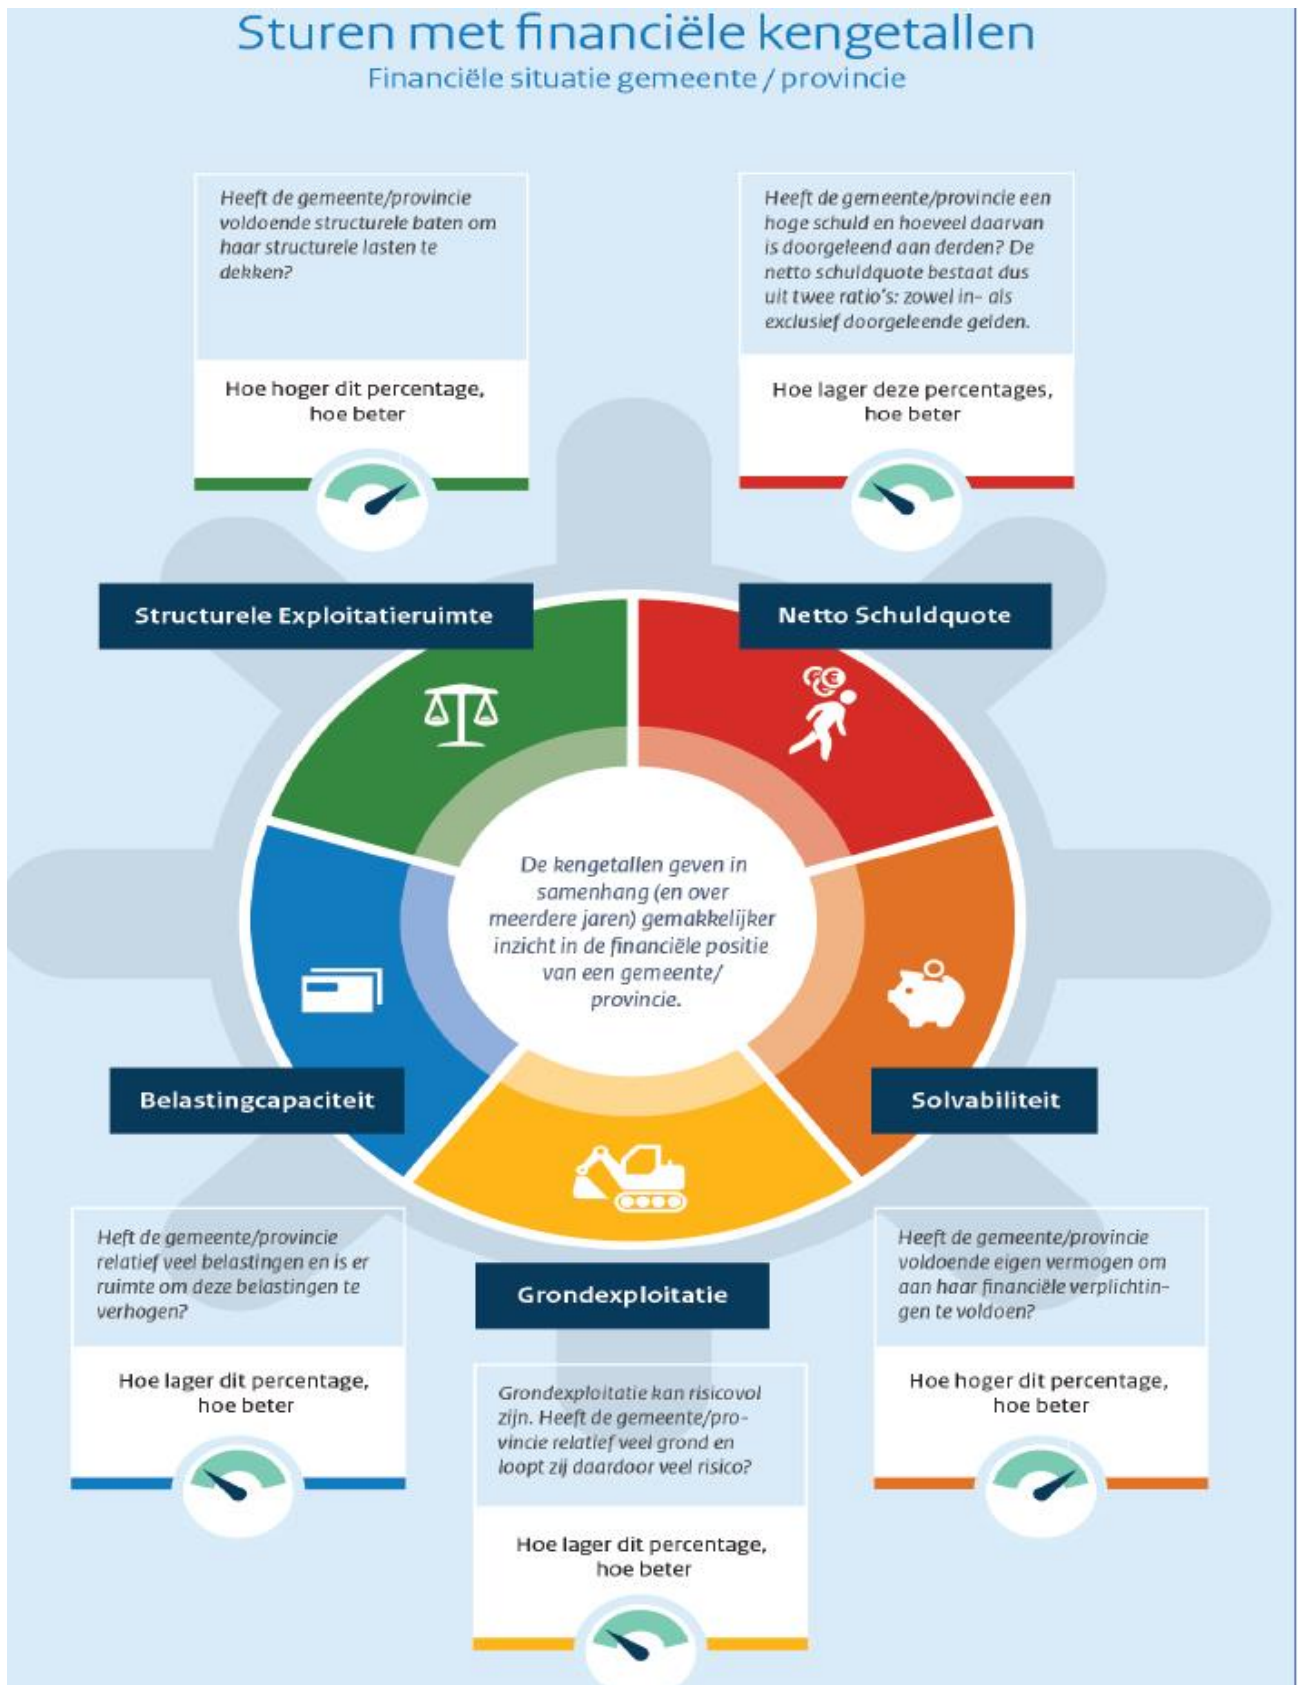 Sturen met financiële kengetallen
Financiële situatie gemeente / provincie
Heeft de gemeente/provincie
voldoende structurele baten om
haar structurele lasten te
dekken?
Hoe hoger dit percentage,
hoe beter
Heeft de gemeente/provincie een
hoge schuld en hoeveel daarvan
is doorgeleend aan derden? De
netto schuldquote bestaat dus
uit twee ratio's: zowel in- als
exclusief doorgeleende gelden.
Hoe lager deze percentages,
hoe beter
Structurele Exploitatieruimte
Netto Schuldquote
De kengetallen geven in
samenhang (en over
meerdere jaren) gemakkelijker
inzicht in de financiële positie
van een gemeente/
provincie.
Belastingcapaciteit
Solvabiliteit
Heft de gemeente/provincie
relatief veel belastingen en is er
ruimte om deze belastingen te
verhogen?
Hoe lager dit percentage,
hoe beter
Grondexploitatie
Grondexploitatie kan risicovol
zijn. Heeft de gemeente/pro-
vincie relatief veel grond en
loopt zij daardoor veel risico?
Hoe lager dit percentage,
hoe beter
Heeft de gemeente/provincie
voldoende eigen vermogen om
aan haar financiële verplichtin-
gen te voldoen?
Hoe hoger dit percentage,
hoe beter